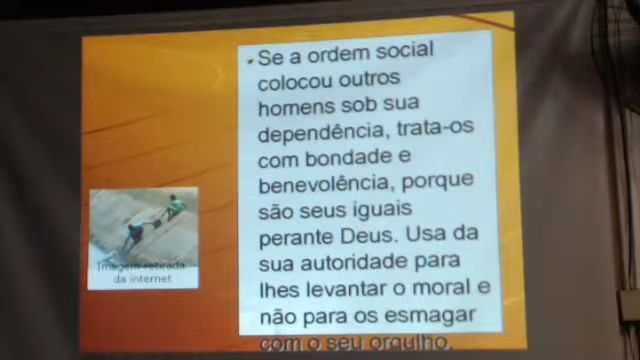 Se a ordem social
colocou outros
homens sob sua
dependência, trata-os
com bondade e
benevolência, porque
são seus iguais
perante Deus. Usa da
sua autoridade para
lhes levantar o moral e
não para os esmagar
com o seu orgulho.
Imagem retirada
da internet